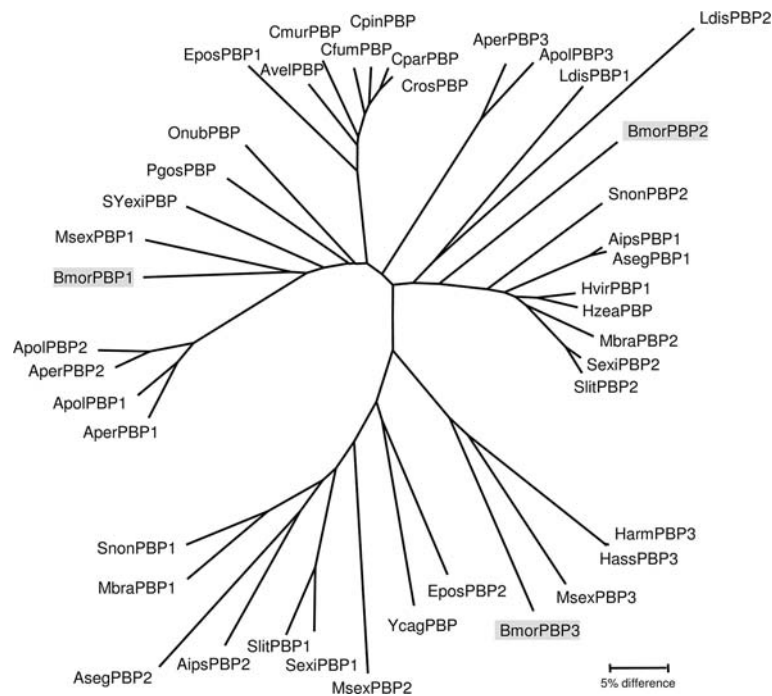 LdisPBP2
CpinPBP
CmurPBP
CfumPBP
CparPBP
EposPBP1
AvelPBP
CrosPBP
AperPBP3
ApolPBP3
LdisPBP1
OnubPBP
BmorPBP2
PgosPBP
SYexiPBP
SnonPBP2
MsexPBP1
AipsPBP1
AsegPBP1
BmorPBP1
HvirPBP1
HzeaPBP
MbraPBP2
ApolPBP2
SexiPBP2
AperPBP2
SlitPBP2
ApolPBP1
AperPBP1
HarmPBP3
SnonPBP1
HassPBP3
MbraPBP1
EposPBP2
MsexPBP3
YcagPBP
BmorPBP3
SlitPBP1
AipsPBP2
SexiPBP1
AsegPBP2
MsexPBP2
5% difference